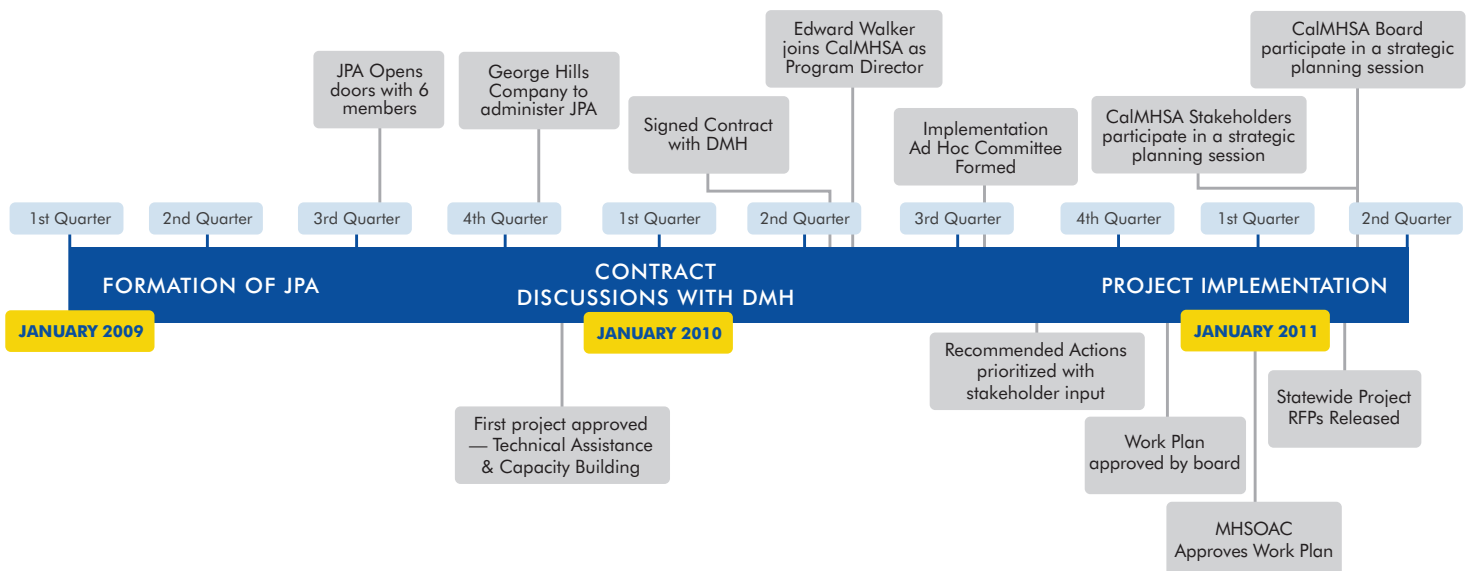 Edward Walker
joins CalMHSA as
Program Director
CalMHSA Board
participate in a strategic
planning session
JPA Opens
doors with 6
members
George Hills
Company to
administer JPA
Signed Contract
with DMH
Implementation
Ad Hoc Committee
Formed
CalMHSA Stakeholders
participate in a strategic
planning session
1st Quarter
2nd Quarter
3rd Quarter
4th Quarter
1st Quarter
2nd Quarter
3rd Quarter
4th Quarter
1st Quarter
2nd Quarter
FORMATION OF JPA
CONTRACT
DISCUSSIONS WITH DMH
PROJECT IMPLEMENTATION
JANUARY 2009
JANUARY 2010
JANUARY 2011
First project approved
— Technical Assistance
& Capacity Building
Recommended Actions
prioritized with
stakeholder input
Work Plan
approved by board
MHSOAC
Approves Work Plan
Statewide Project
RFPs Released